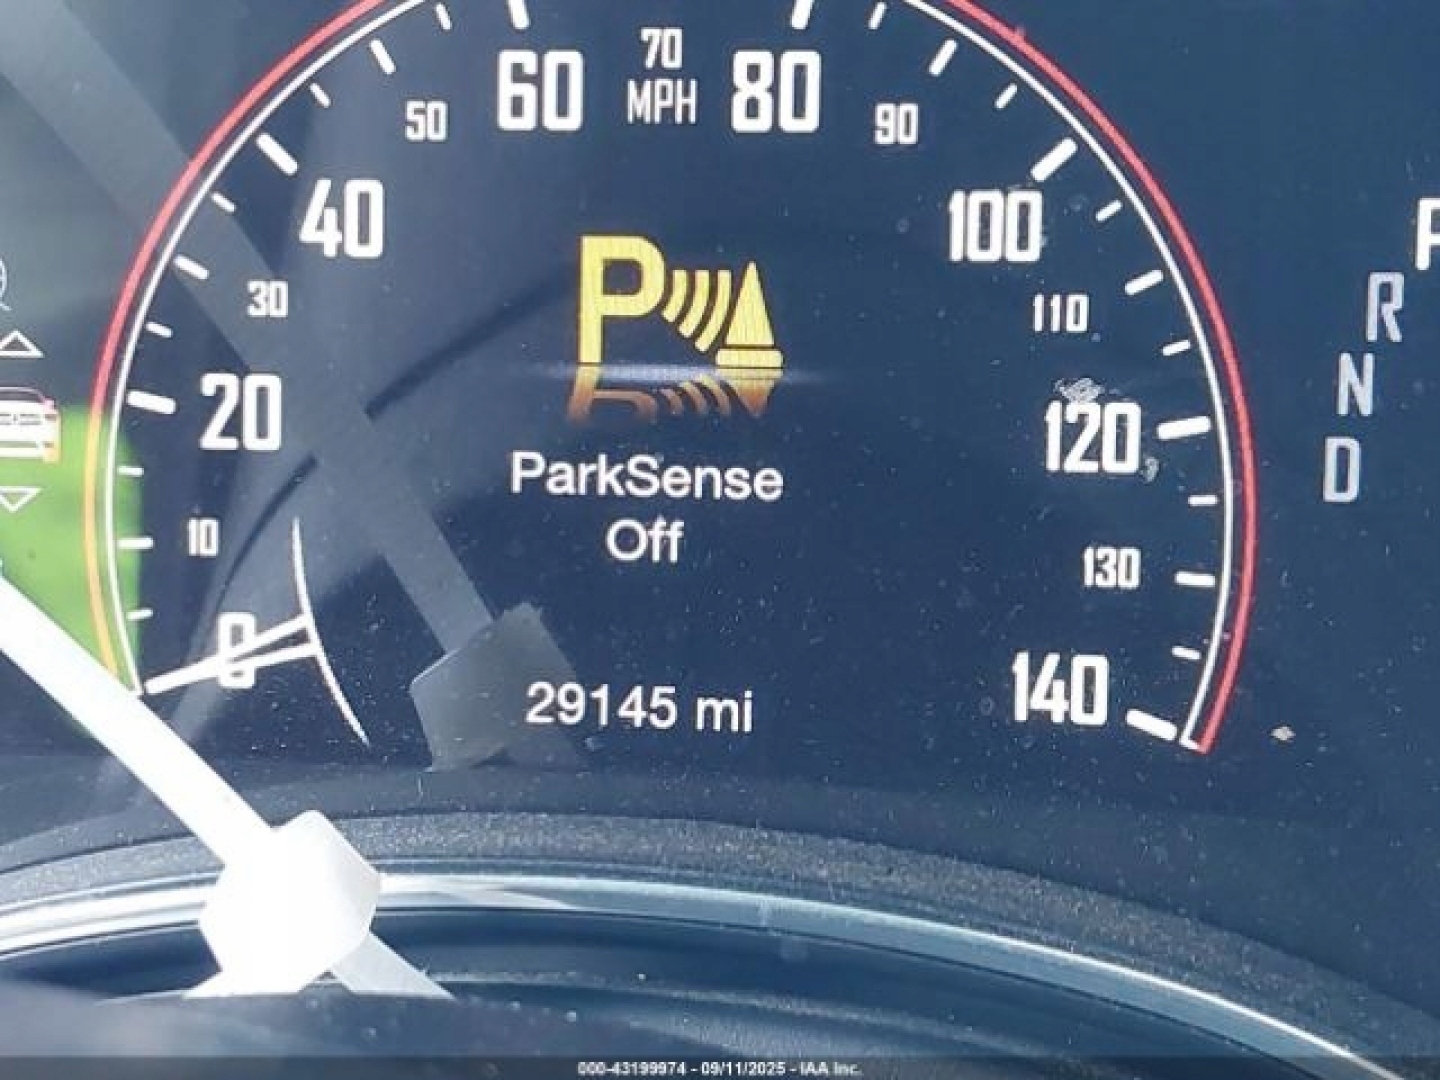 70
60 MPH 80
50 90
40 100
30 110
20 120
10 130
0 140
ParkSense
Off
29145 mi
P
R
N
D
000-43199974 - 09/11/2025 - IAA Inc.